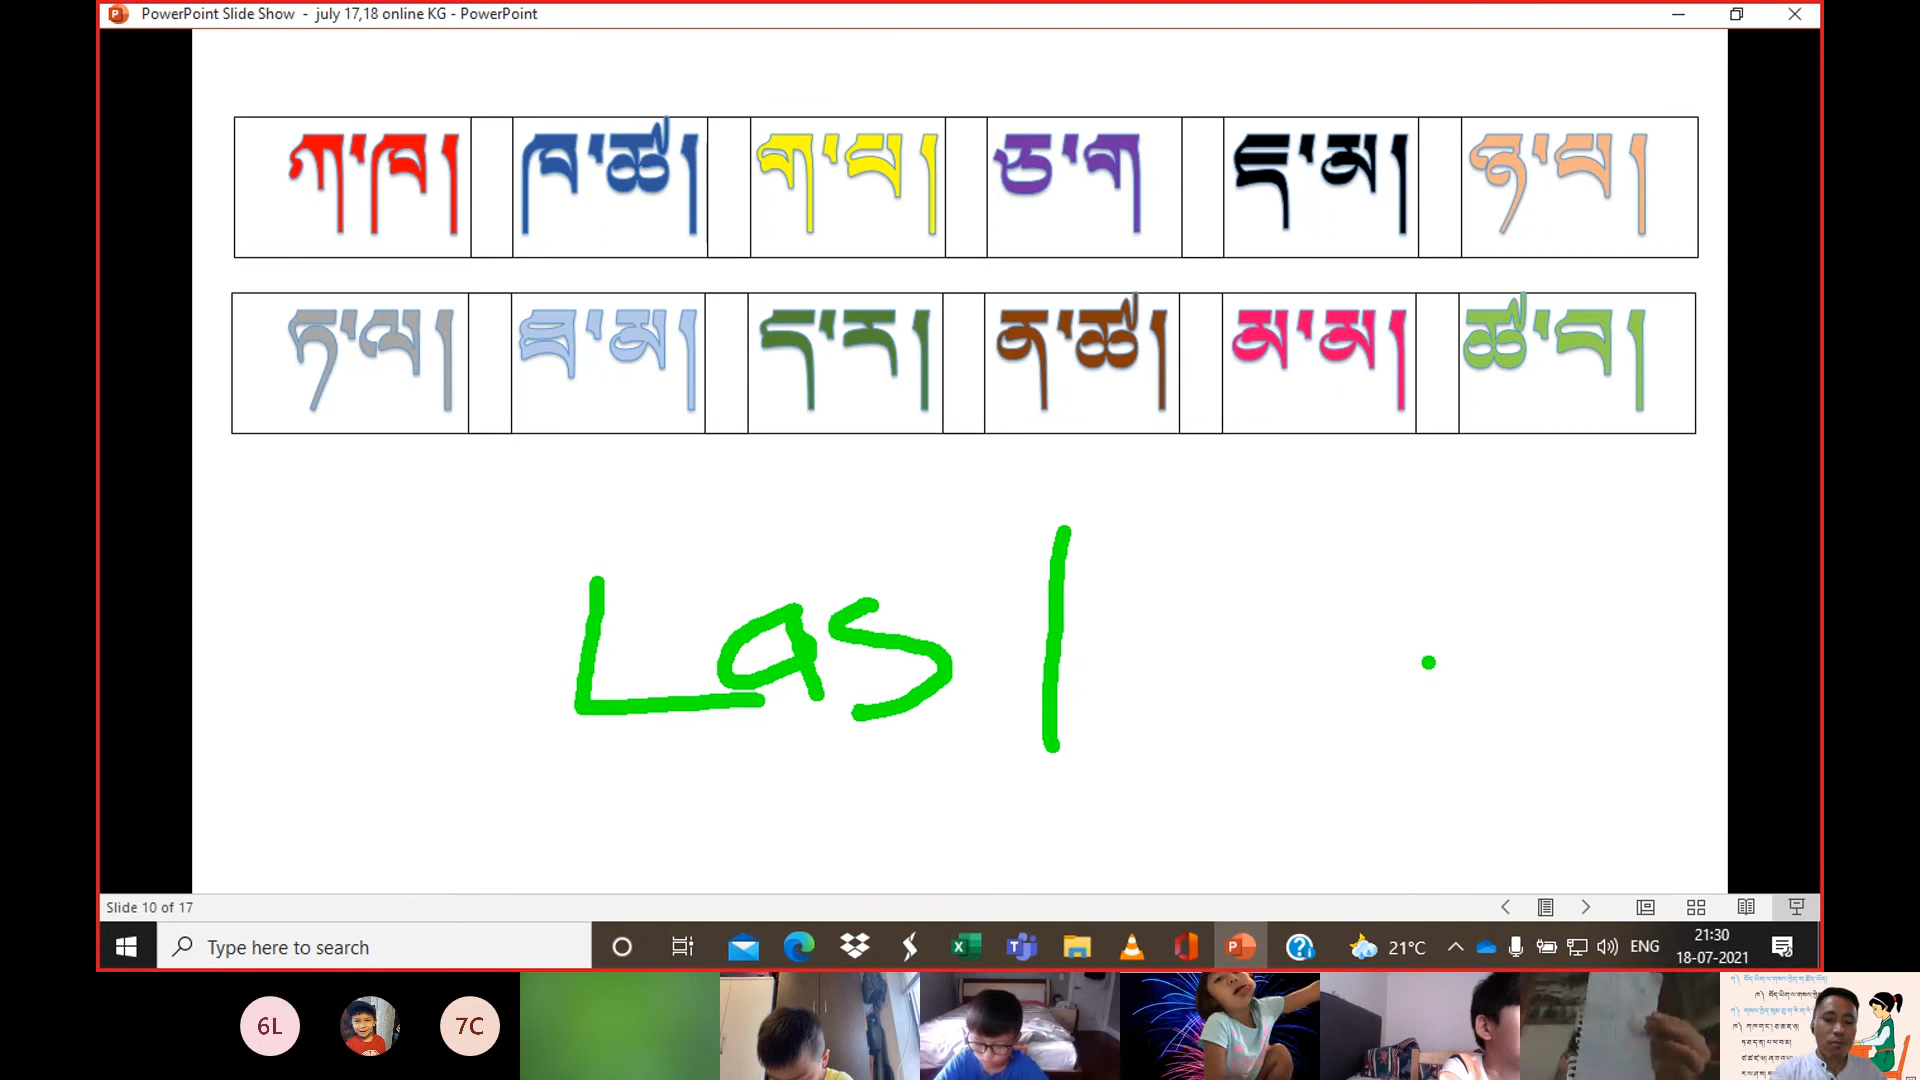 PowerPoint Slide Show - july 17,18 online KG - PowerPoint
ཀ་ཁ། ཁ་ཚ། ག་པ། ཅ་ག ཇ་མ། ཉ་པ།
ཏ་ལ། ཐ་མ། ད་ར། ན་ཚ། མ་མ། ཚ་བ།
Las །
Slide 10 of 17
Type here to search
21°C
ENG
21:30
18-07-2021
6L
7C